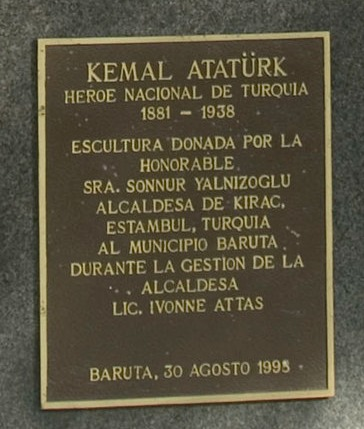 KEMAL ATATÜRK
HEROE NACIONAL DE TURQUIA
1881 - 1938
ESCULTURA DONADA POR LA
HONORABLE
SRA. SONNUR YALNIZOGLU
ALCALDESA DE KIRAC,
ESTAMBUL, TURQUIA
AL MUNICIPIO BARUTA
DURANTE LA GESTION DE LA
ALCALDESA
LIC. IVONNE ATTAS
BARUTA, 30 AGOSTO 1998